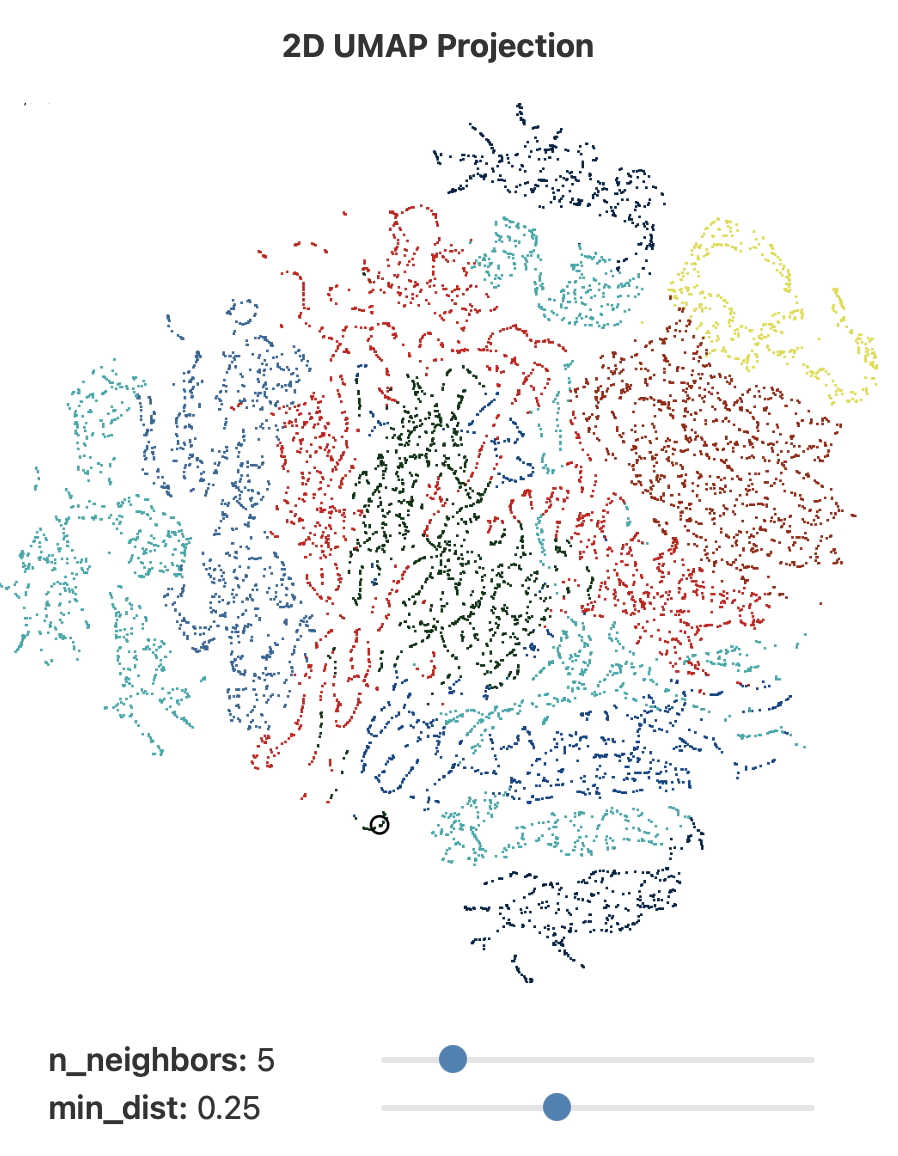 2D UMAP Projection
n_neighbors: 5
min_dist: 0.25